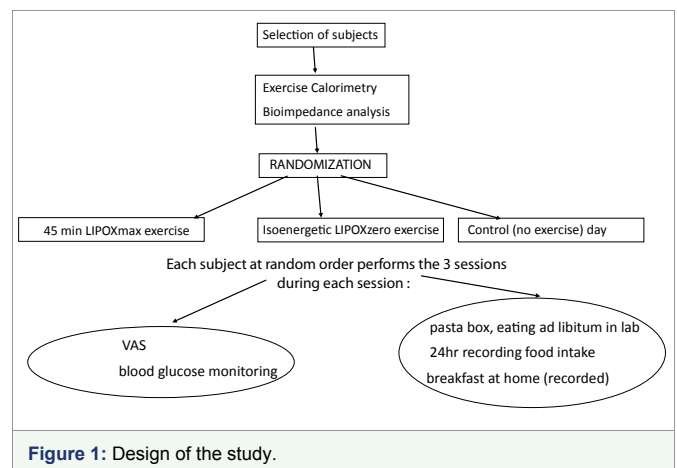 Selection of subjects
Exercise Calorimetry
Bioimpedance analysis
RANDOMIZATION
45 min LIPOXmax exercise
Isoenergetic LIPOXzero exercise
Control (no exercise) day
Each subject at random order performs the 3 sessions
during each session :
VAS
blood glucose monitoring
pasta box, eating ad libitum in lab
24hr recording food intake
breakfast at home (recorded)
Figure 1: Design of the study.